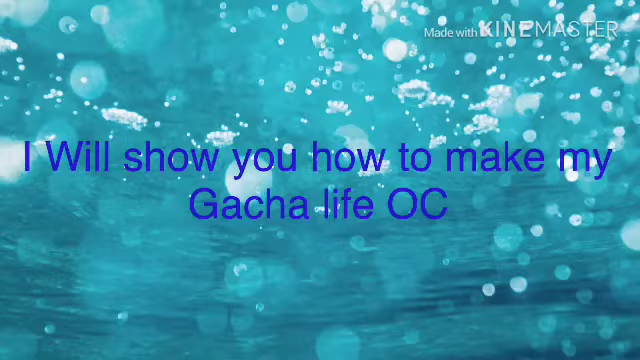 Made with KINEMASTER
I Will show you how to make my
Gacha life OC